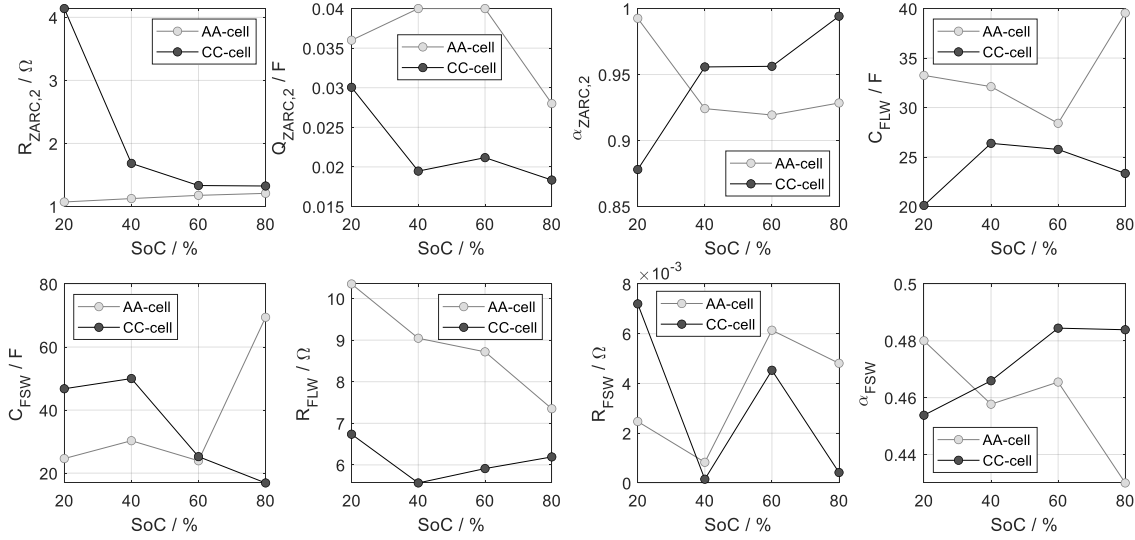 R_ZARC,2 / Ω
4
3
2
1
AA-cell
CC-cell
20 40 60 80
SoC / %
Q_ZARC,2 / F
0.04
0.035
0.03
0.025
0.02
0.015
AA-cell
CC-cell
20 40 60 80
SoC / %
α_ZARC,2
1
0.95
0.9
0.85
AA-cell
CC-cell
20 40 60 80
SoC / %
C_FLW / F
40
35
30
25
20
AA-cell
CC-cell
20 40 60 80
SoC / %
C_FSW / F
80
60
40
20
AA-cell
CC-cell
20 40 60 80
SoC / %
R_FLW / Ω
10
9
8
7
6
AA-cell
CC-cell
20 40 60 80
SoC / %
R_FSW / Ω
× 10^-3
8
6
4
2
0
AA-cell
CC-cell
20 40 60 80
SoC / %
α_FSW
0.5
0.48
0.46
0.44
AA-cell
CC-cell
20 40 60 80
SoC / %